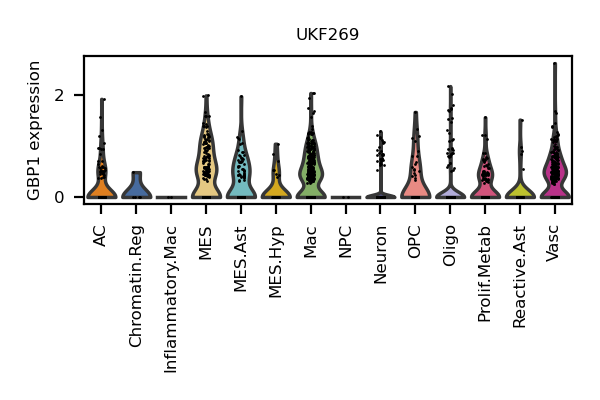 UKF269
GBP1 expression
2
0
AC
Chromatin.Reg
Inflammatory.Mac
MES
MES.Ast
MES.Hyp
Mac
NPC
Neuron
OPC
Oligo
Prolif.Metab
Reactive.Ast
Vasc